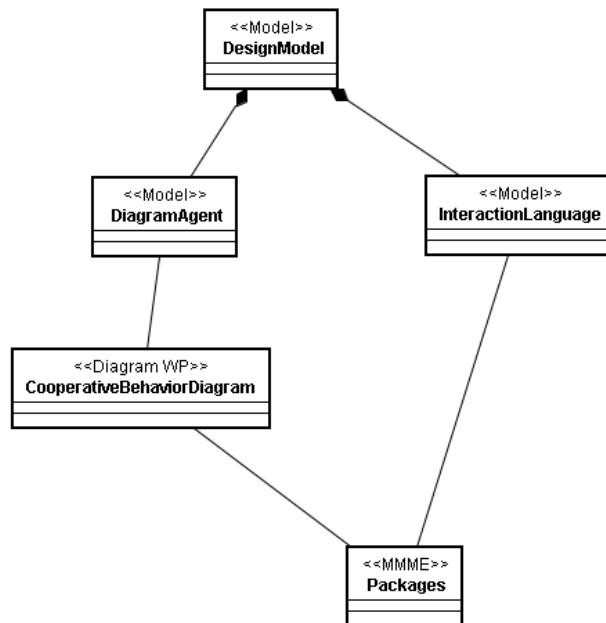 <<Model>>
DesignModel
<<Model>>
DiagramAgent
<<Model>>
InteractionLanguage
<<Diagram WP>>
CooperativeBehaviorDiagram
<<MMME>>
Packages